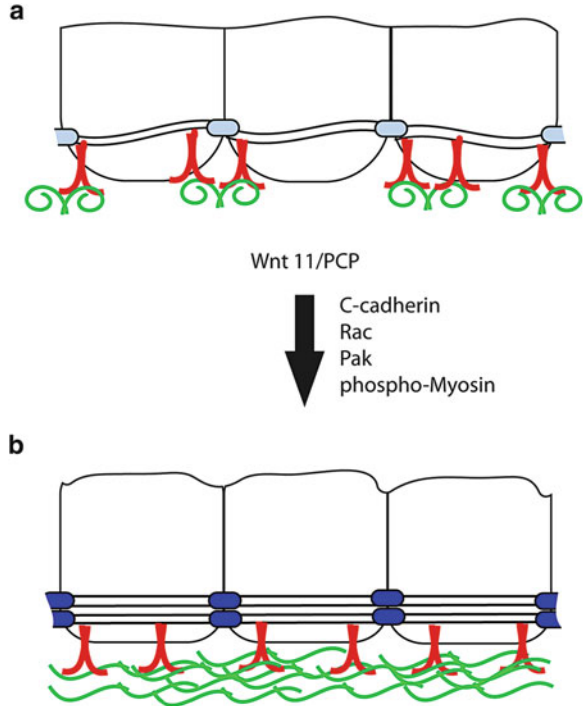 a
Wnt 11/PCP
C-cadherin
Rac
Pak
phospho-Myosin
b